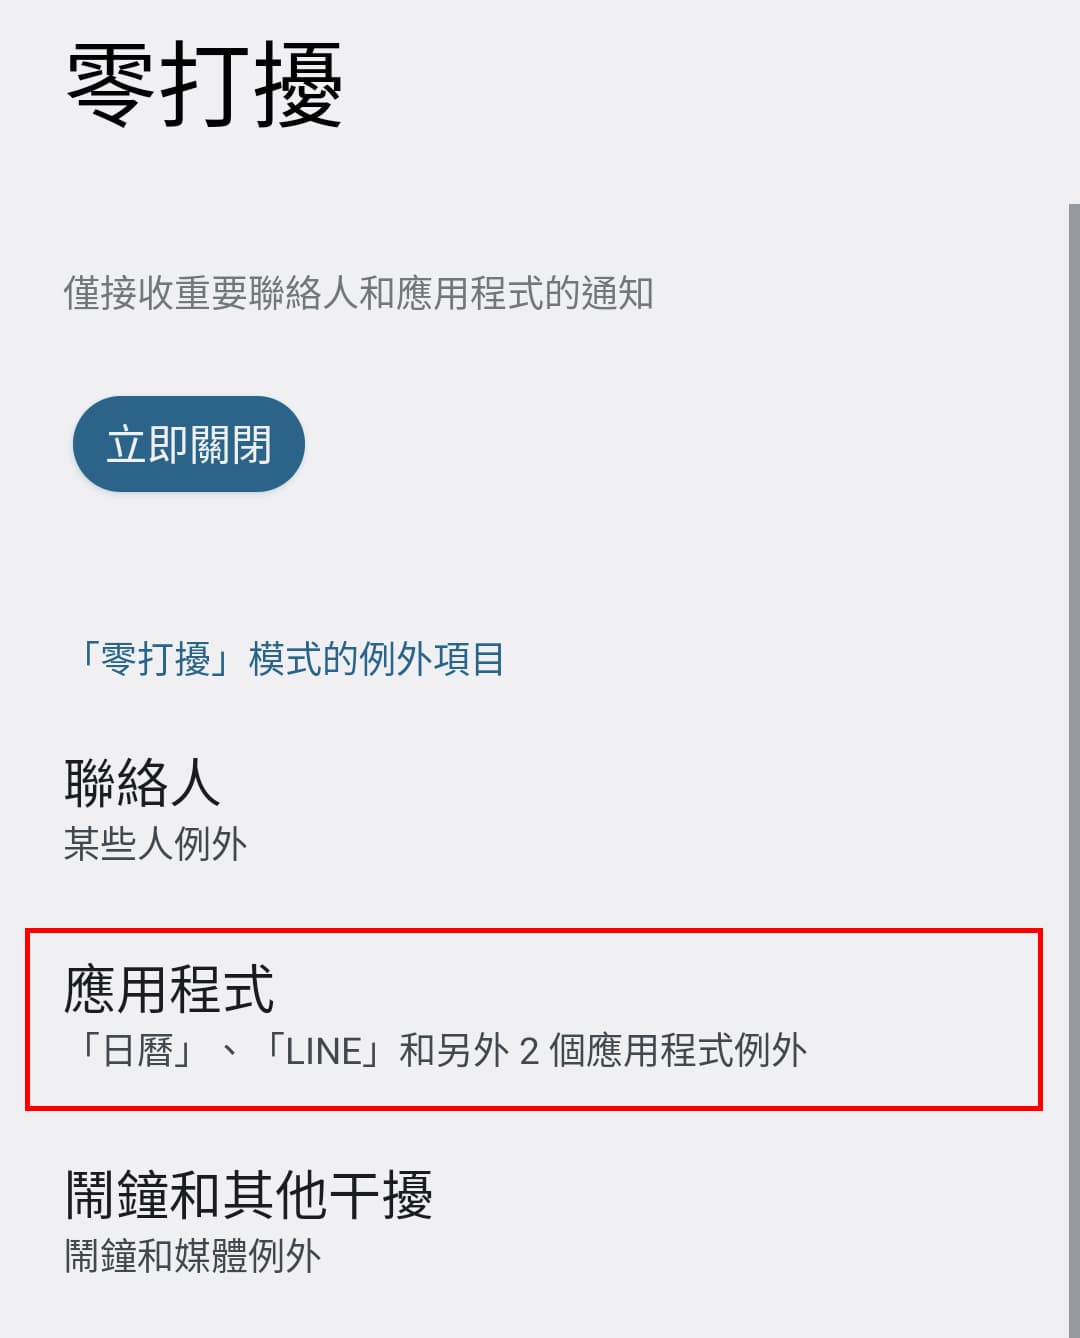 零打擾
僅接收重要聯絡人和應用程式的通知
立即關閉
「零打擾」模式的例外項目
聯絡人
某些人例外
應用程式
「日曆」、「LINE」和另外 2 個應用程式例外
鬧鐘和其他干擾
鬧鐘和媒體例外